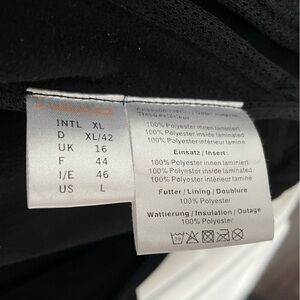 INTL XL
D XL/42
UK 16
F 44
I/E 46
US L
100% Polyester innen laminiert
100% Polyester inside laminated
100% Polyester intérieur laminé
Einsatz / Insert:
100% Polyester innen laminiert
100% Polyester inside laminated
100% Polyester intérieur laminé
Futter / Lining / Doublure
100% Polyester
Wattierung / Insulation / Outage
100% Polyester